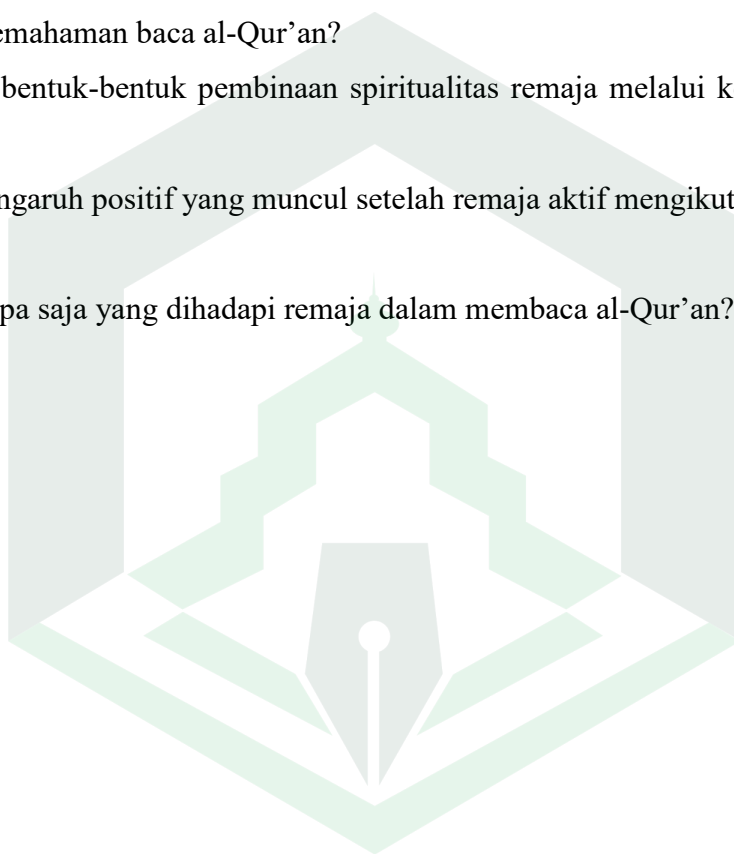 emahaman baca al-Qur’an?
bentuk-bentuk pembinaan spiritualitas remaja melalui k
ngaruh positif yang muncul setelah remaja aktif mengikut
pa saja yang dihadapi remaja dalam membaca al-Qur’an?